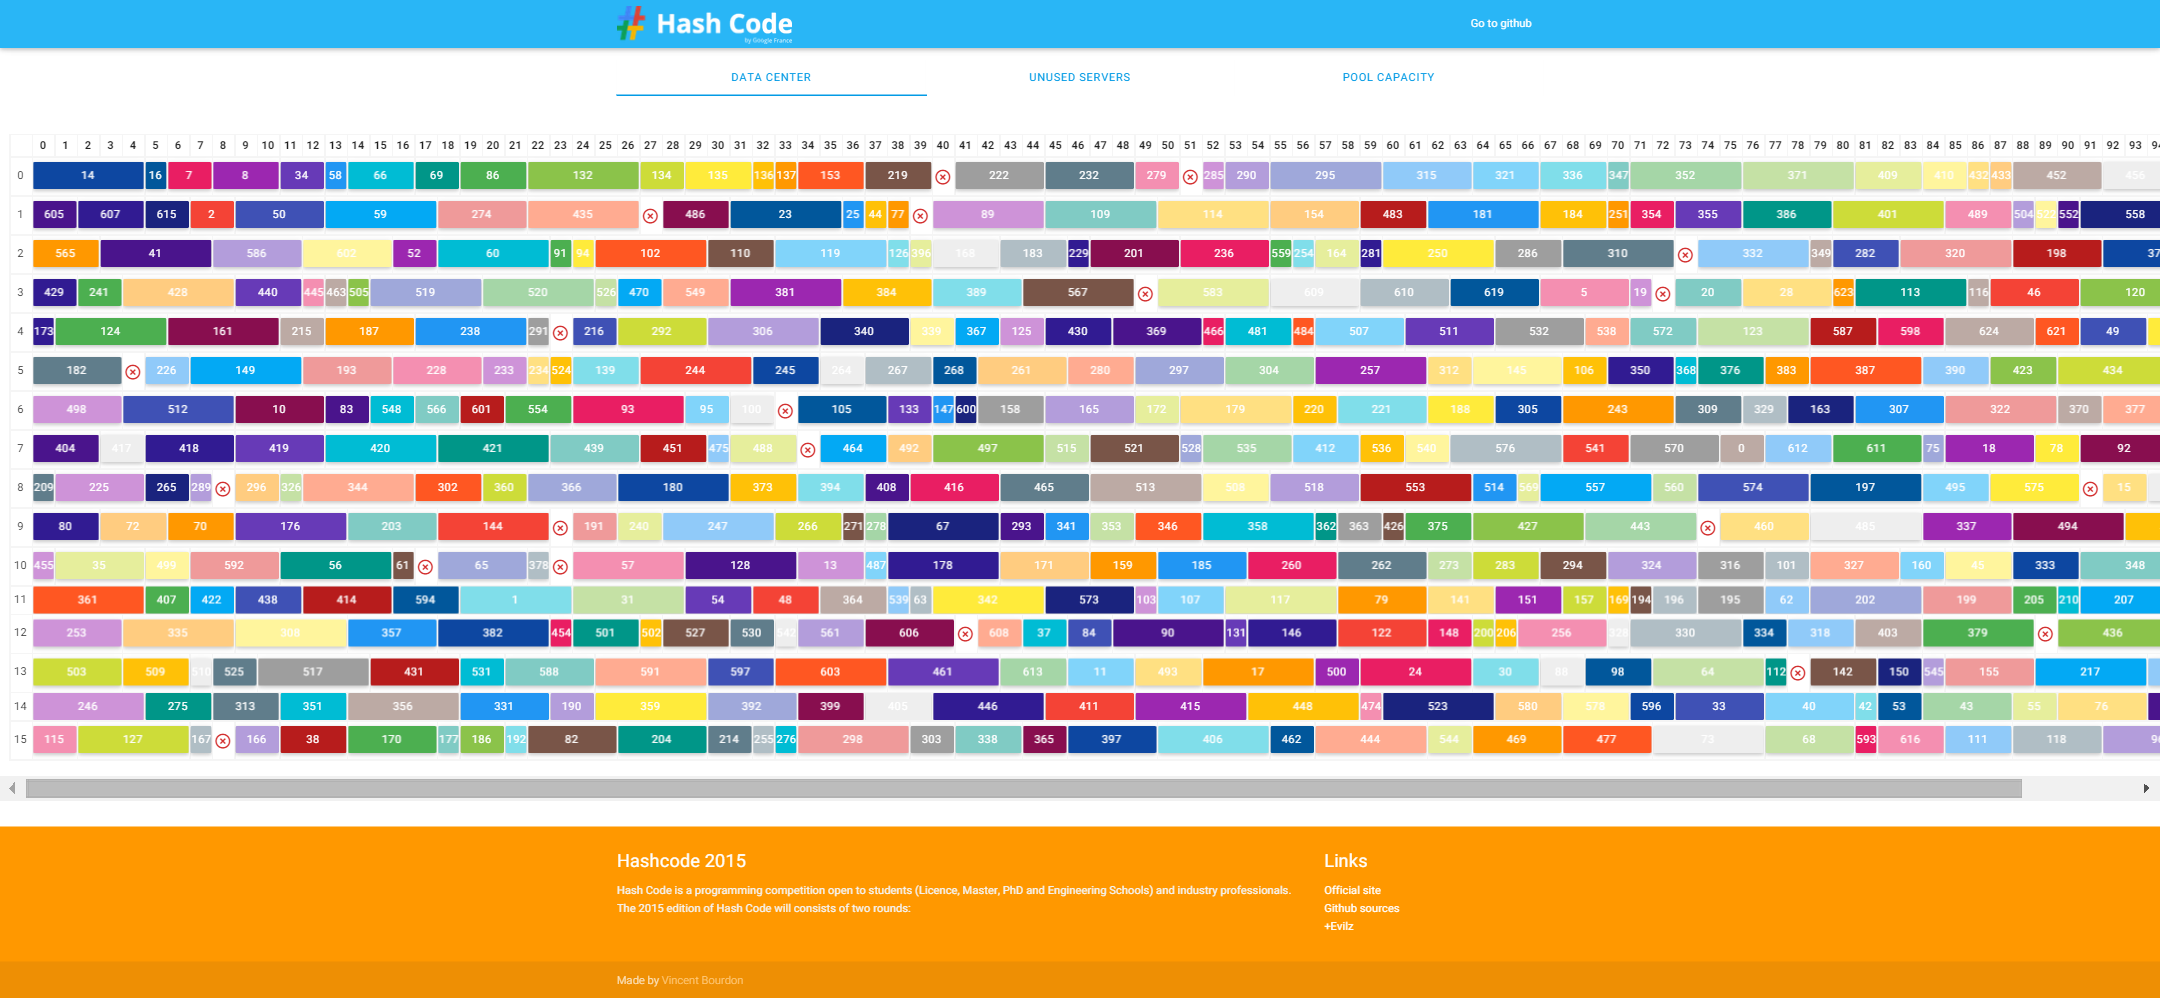 Hash Code
by Google France
Go to github
DATA CENTER UNUSED SERVERS POOL CAPACITY
0 1 2 3 4 5 6 7 8 9 10 11 12 13 14 15 16 17 18 19 20 21 22 23 24 25 26 27 28 29 30 31 32 33 34 35 36 37 38 39 40 41 42 43 44 45 46 47 48 49 50 51 52 53 54 55 56 57 58 59 60 61 62 63 64 65 66 67 68 69 70 71 72 73 74 75 76 77 78 79 80 81 82 83 84 85 86 87 88 89 90 91 92 93
0 14 16 7 8 34 58 66 69 86 132 134 135 136 137 153 219 222 232 279 285 290 295 315 321 336 347 352 371 409 410 432 433 452 456
1 605 607 615 2 50 59 274 435 486 23 25 44 77 89 109 114 154 483 181 184 251 354 355 386 401 489 504 522 552 558
2 565 41 586 602 52 60 91 94 102 110 119 126 396 168 183 229 201 236 559 254 164 281 250 286 310 332 349 282 320 198 37
3 429 241 428 440 445 463 505 519 520 526 470 549 381 384 389 567 583 609 610 619 5 19 20 28 623 113 116 46 120
4 173 124 161 215 187 238 291 216 292 306 340 339 367 125 430 369 466 481 484 507 511 532 538 572 123 587 598 624 621 49
5 182 226 149 193 228 233 234 524 139 244 245 264 267 268 261 280 297 304 257 312 145 106 350 368 376 383 387 390 423 434
6 498 512 10 83 548 566 601 554 93 95 100 105 133 147 600 158 165 172 179 220 221 188 305 243 309 329 163 307 322 370 377
7 404 417 418 419 420 421 439 451 475 488 464 492 497 515 521 528 535 412 536 540 576 541 570 0 612 611 75 18 78 92
8 209 225 265 289 296 326 344 302 360 366 180 373 394 408 416 465 513 508 518 553 514 569 557 560 574 197 495 575 15
9 80 72 70 176 203 144 191 240 247 266 271 278 67 293 341 353 346 358 362 363 426 375 427 443 460 485 337 494
10 455 35 499 592 56 61 65 378 57 128 13 487 178 171 159 185 260 262 273 283 294 324 316 101 327 160 45 333 348
11 361 407 422 438 414 594 1 31 54 48 364 539 63 342 573 103 107 117 79 141 151 157 169 194 196 195 62 202 199 205 210 207
12 253 335 308 357 382 454 501 502 527 530 542 561 606 608 37 84 90 131 146 122 148 200 206 256 328 330 334 318 403 379 436
13 503 509 510 525 517 431 531 588 591 597 603 461 613 11 493 17 500 24 30 88 98 64 112 142 150 545 155 217
14 246 275 313 351 356 331 190 359 392 399 405 446 411 415 448 474 523 580 578 596 33 40 42 53 43 55 76
15 115 127 167 166 38 170 177 186 192 82 204 214 255 276 298 303 338 365 397 406 462 444 544 469 477 73 68 593 616 111 118
Hashcode 2015
Hash Code is a programming competition open to students (Licence, Master, PhD and Engineering Schools) and industry professionals.
The 2015 edition of Hash Code will consists of two rounds:
Links
Official site
Github sources
+Evilz
Made by Vincent Bourdon